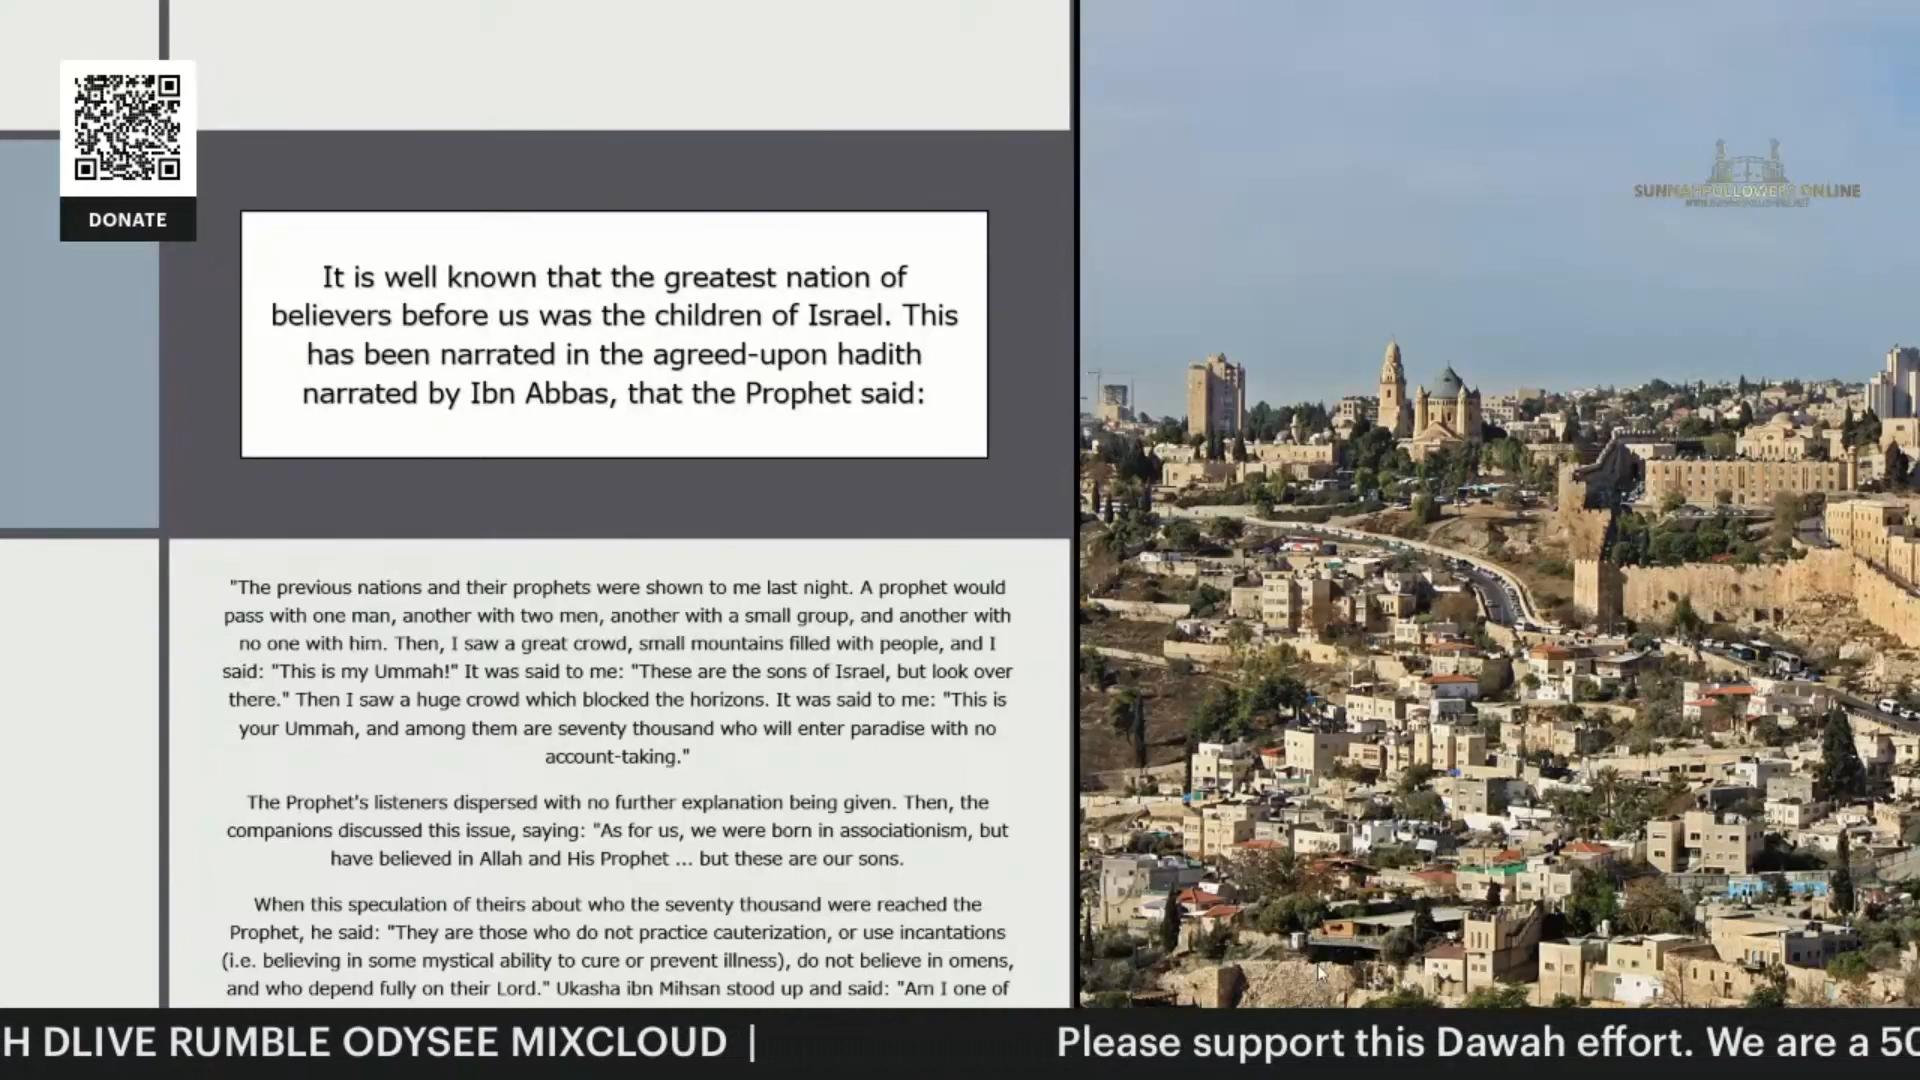 DONATE
It is well known that the greatest nation of
believers before us was the children of Israel. This
has been narrated in the agreed-upon hadith
narrated by Ibn Abbas, that the Prophet said:
"The previous nations and their prophets were shown to me last night. A prophet would
pass with one man, another with two men, another with a small group, and another with
no one with him. Then, I saw a great crowd, small mountains filled with people, and I
said: "This is my Ummah!" It was said to me: "These are the sons of Israel, but look over
there." Then I saw a huge crowd which blocked the horizons. It was said to me: "This is
your Ummah, and among them are seventy thousand who will enter paradise with no
account-taking."
The Prophet's listeners dispersed with no further explanation being given. Then, the
companions discussed this issue, saying: "As for us, we were born in associationism, but
have believed in Allah and His Prophet ... but these are our sons.
When this speculation of theirs about who the seventy thousand were reached the
Prophet, he said: "They are those who do not practice cauterization, or use incantations
(i.e. believing in some mystical ability to cure or prevent illness), do not believe in omens,
and who depend fully on their Lord." Ukasha ibn Mihsan stood up and said: "Am I one of
SUNNAHFOLLOWERS ONLINE
H DLIVE RUMBLE ODYSEE MIXCLOUD |
Please support this Dawah effort. We are a 50